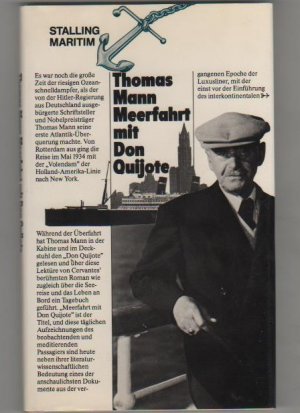 STALLING
MARITIM
Es war noch die große
Zeit der riesigen Ozean-
schnelldampfer, als der
von der Hitler-Regierung
aus Deutschland ausge-
bürgerte Schriftsteller
und Nobelpreisträger
Thomas Mann seine
erste Atlantik-Über-
querung machte. Von
Rotterdam aus ging die
Reise im Mai 1934 mit
der „Volendam" der
Holland-Amerika-Linie
nach New York.
Während der Überfahrt
hat Thomas Mann in der
Kabine und im Deck-
stuhl den „Don Quijote"
gelesen und über diese
Lektüre von Cervantes'
berühmten Roman wie
zugleich über die See-
reise und das Leben an
Bord ein Tagebuch
geführt. „Meerfahrt mit
Don Quijote" ist der
Titel, und diese täglichen
Aufzeichnungen des
beobachtenden und
meditierenden
Passagiers sind heute
neben ihrer literatur-
wissenschaftlichen
Bedeutung eines der
anschaulichsten Doku-
mente aus der ver-
Thomas
Mann
Meerfahrt
mit
Don
Quijote
gangenen Epoche der
Luxusliner, mit der
einst vor der Einführung
des interkontinentalen